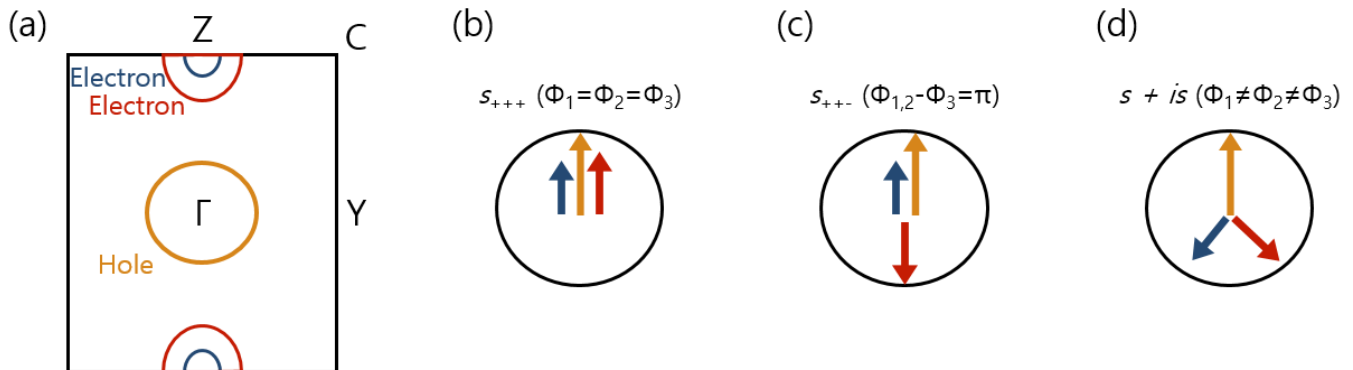 (a)
Z
C
Electron
Electron
Γ
Y
Hole
(b)
s+++ (Φ1=Φ2=Φ3)
(c)
s++- (Φ1,2-Φ3=π)
(d)
s + is (Φ1≠Φ2≠Φ3)